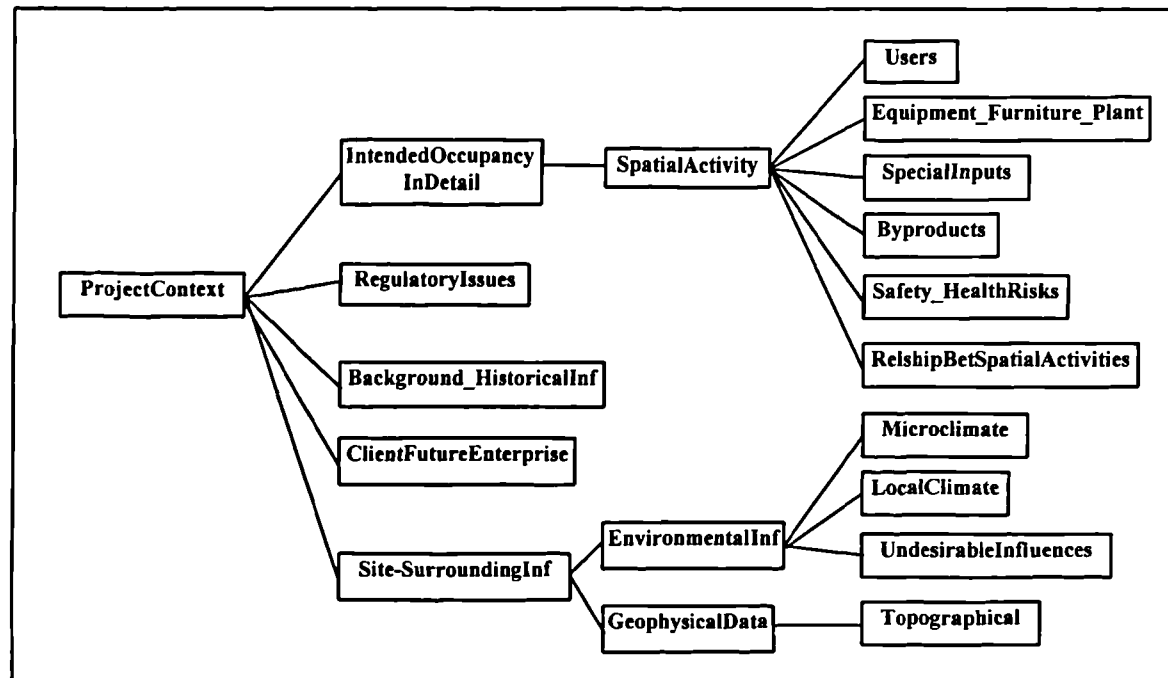 ProjectContext
IntendedOccupancy
InDetail
RegulatoryIssues
Background_HistoricalInf
ClientFutureEnterprise
Site-SurroundingInf
SpatialActivity
EnvironmentalInf
GeophysicalData
Users
Equipment_Furniture_Plant
SpecialInputs
Byproducts
Safety_HealthRisks
RelshipBetSpatialActivities
Microclimate
LocalClimate
UndesirableInfluences
Topographical